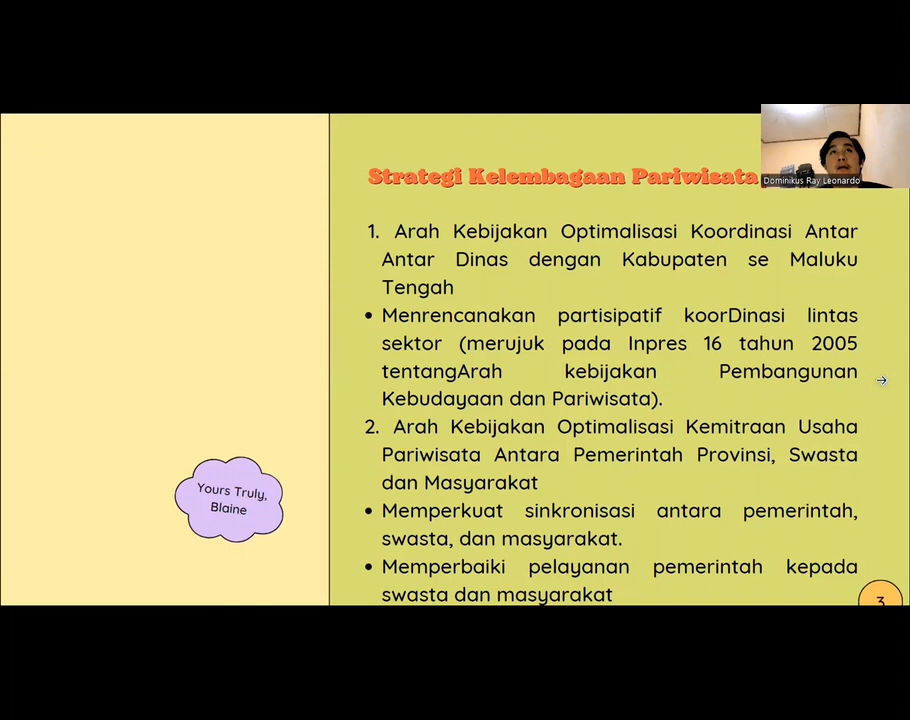 Strategi Kelembagaan Pariwisata
Dominikus Ray Leonardo
1. Arah Kebijakan Optimalisasi Koordinasi Antar
Antar Dinas dengan Kabupaten se Maluku
Tengah
• Menrencanakan partisipatif koorDinasi lintas
sektor (merujuk pada Inpres 16 tahun 2005
tentangArah kebijakan Pembangunan
Kebudayaan dan Pariwisata).
2. Arah Kebijakan Optimalisasi Kemitraan Usaha
Pariwisata Antara Pemerintah Provinsi, Swasta
dan Masyarakat
• Memperkuat sinkronisasi antara pemerintah,
swasta, dan masyarakat.
• Memperbaiki pelayanan pemerintah kepada
swasta dan masyarakat
Yours Truly,
Blaine
3